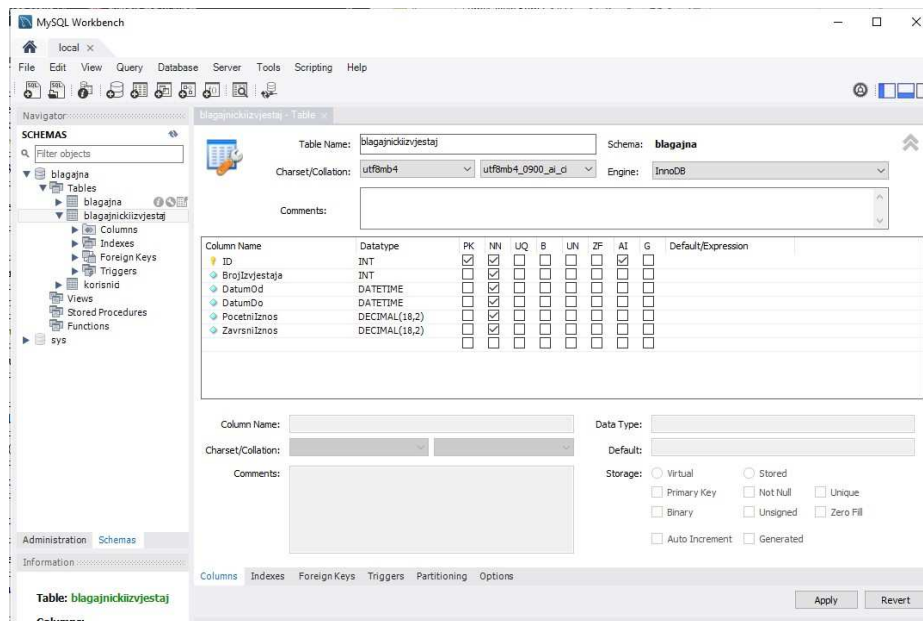 MySQL Workbench
local
File Edit View Query Database Server Tools Scripting Help
Navigator
SCHEMAS
Filter objects
blagajna
Tables
blagajna
blagajnickiizvjestaj
Columns
Indexes
Foreign Keys
Triggers
korisnici
Views
Stored Procedures
Functions
sys
Administration Schemas
Information
Table: blagajnickiizvjestaj
Columns:
blagajnickiizvjestaj - Table
Table Name: blagajnickiizvjestaj Schema: blagajna
Charset/Collation: utf8mb4 utf8mb4_0900_ai_ci Engine: InnoDB
Comments:
Column Name Datatype PK NN UQ B UN ZF AI G Default/Expression
ID INT
BrojIzvjestaja INT
DatumOd DATETIME
DatumDo DATETIME
PocetniIznos DECIMAL(18,2)
ZavrsniIznos DECIMAL(18,2)
Column Name: Data Type:
Charset/Collation: Default:
Comments: Storage: Virtual Stored
Primary Key Not Null Unique
Binary Unsigned Zero Fill
Auto Increment Generated
Columns Indexes Foreign Keys Triggers Partitioning Options
Apply Revert